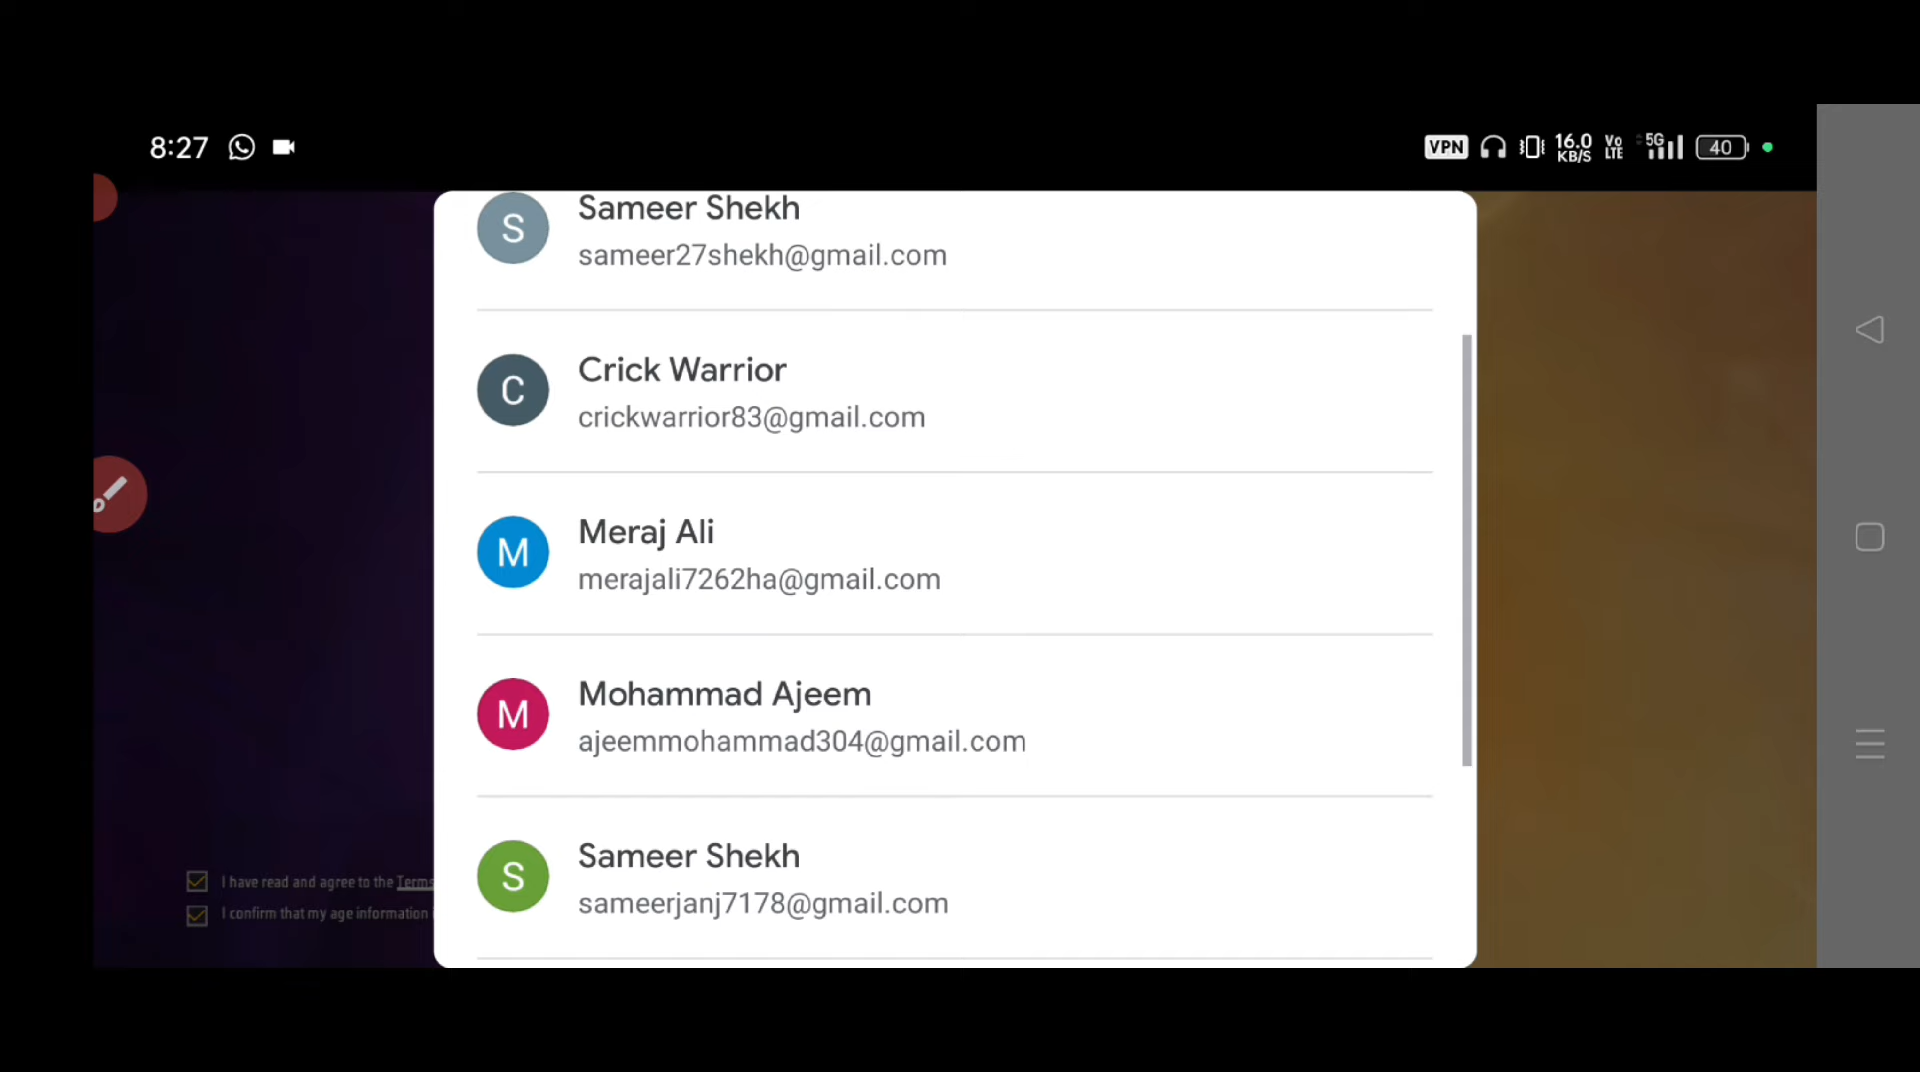 8:27 VPN 16.0 KB/S Vo LTE 5G 40
S Sameer Shekh
sameer27shekh@gmail.com
C Crick Warrior
crickwarrior83@gmail.com
M Meraj Ali
merajali7262ha@gmail.com
M Mohammad Ajeem
ajeemmohammad304@gmail.com
S Sameer Shekh
sameerjanj7178@gmail.com
I have read and agree to the Terms
I confirm that my age information